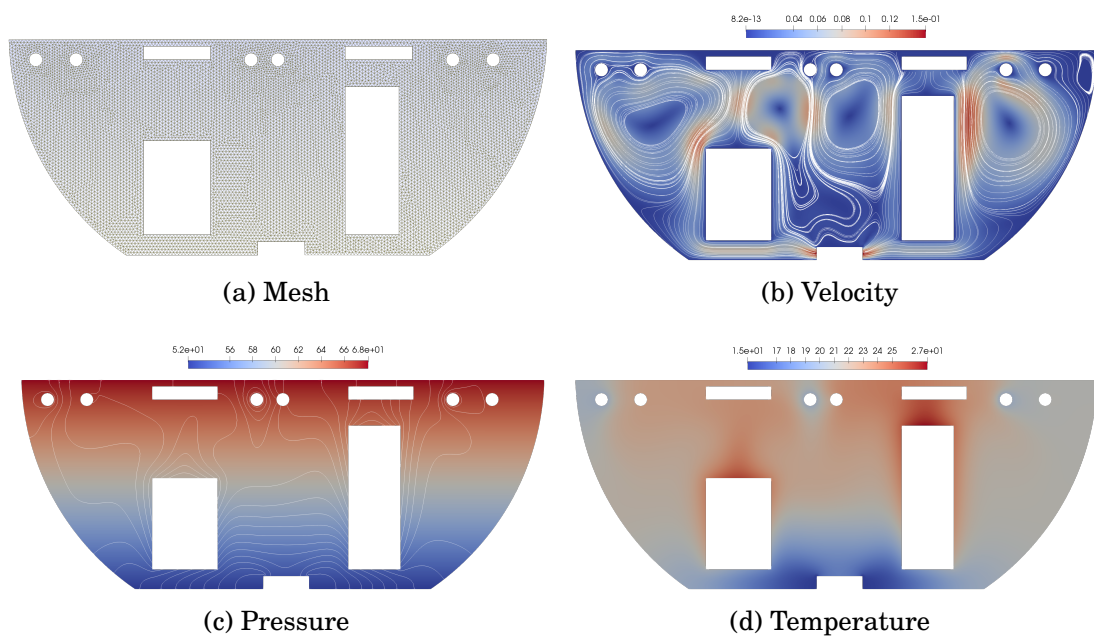 8.2e-13 0.04 0.06 0.08 0.1 0.12 1.5e-01
(a) Mesh
(b) Velocity
5.2e+01 56 58 60 62 64 66 6.8e+01
1.5e+01 17 18 19 20 21 22 23 24 25 2.7e+01
(c) Pressure
(d) Temperature